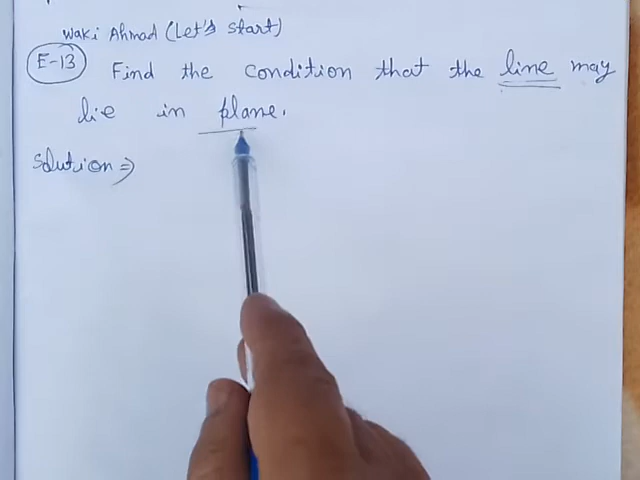 Waki Ahmad (Let's start)
E-13 Find the condition that the line may
lie in plane.
Solution ⇒